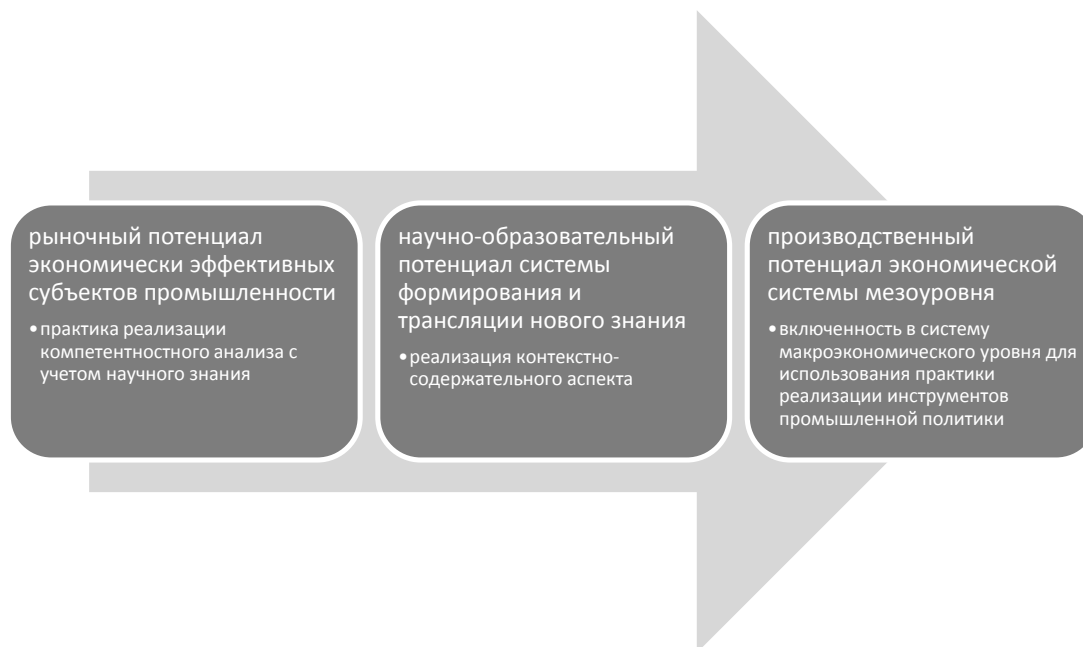 рыночный потенциал
экономически эффективных
субъектов промышленности
•практика реализации
компетентностного анализа с
учетом научного знания
научно-образовательный
потенциал системы
формирования и
трансляции нового знания
•реализация контекстно-
содержательного аспекта
производственный
потенциал экономической
системы мезоуровня
•включенность в систему
макроэкономического уровня для
использования практики
реализации инструментов
промышленной политики